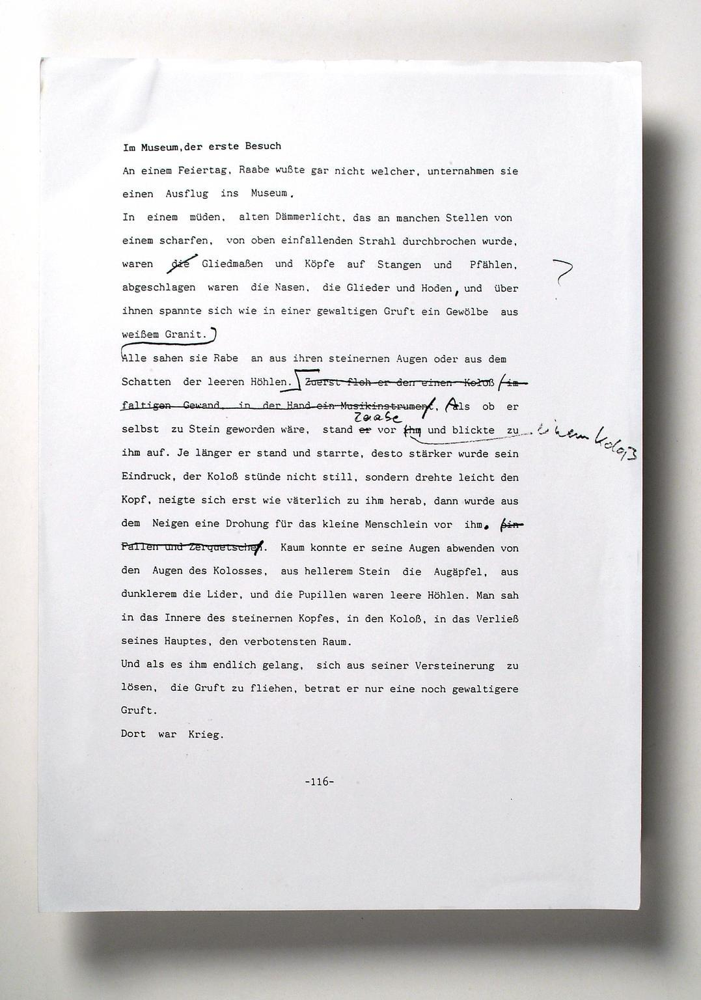 Im Museum,der erste Besuch
An einem Feiertag, Raabe wußte gar nicht welcher, unternahmen sie
einen Ausflug ins Museum.
In einem müden, alten Dämmerlicht, das an manchen Stellen von
einem scharfen, von oben einfallenden Strahl durchbrochen wurde,
waren die Gliedmaßen und Köpfe auf Stangen und Pfählen, ?
abgeschlagen waren die Nasen, die Glieder und Hoden, und über
ihnen spannte sich wie in einer gewaltigen Gruft ein Gewölbe aus
weißem Granit.
Alle sahen sie Rabe an aus ihren steinernen Augen oder aus dem
Schatten der leeren Höhlen. Zuerst floh er den einen Koloß im
faltigen Gewand, in der Hand ein Musikinstrument, Als ob er
Raabe
selbst zu Stein geworden wäre, stand er vor ihm und blickte zu einem Koloß
ihm auf. Je länger er stand und starrte, desto stärker wurde sein
Eindruck, der Koloß stünde nicht still, sondern drehte leicht den
Kopf, neigte sich erst wie väterlich zu ihm herab, dann wurde aus
dem Neigen eine Drohung für das kleine Menschlein vor ihm. ein
Fallen und Zerquetschen. Kaum konnte er seine Augen abwenden von
den Augen des Kolosses, aus hellerem Stein die Augäpfel, aus
dunklerem die Lider, und die Pupillen waren leere Höhlen. Man sah
in das Innere des steinernen Kopfes, in den Koloß, in das Verließ
seines Hauptes, den verbotensten Raum.
Und als es ihm endlich gelang, sich aus seiner Versteinerung zu
lösen, die Gruft zu fliehen, betrat er nur eine noch gewaltigere
Gruft.
Dort war Krieg.
-116-